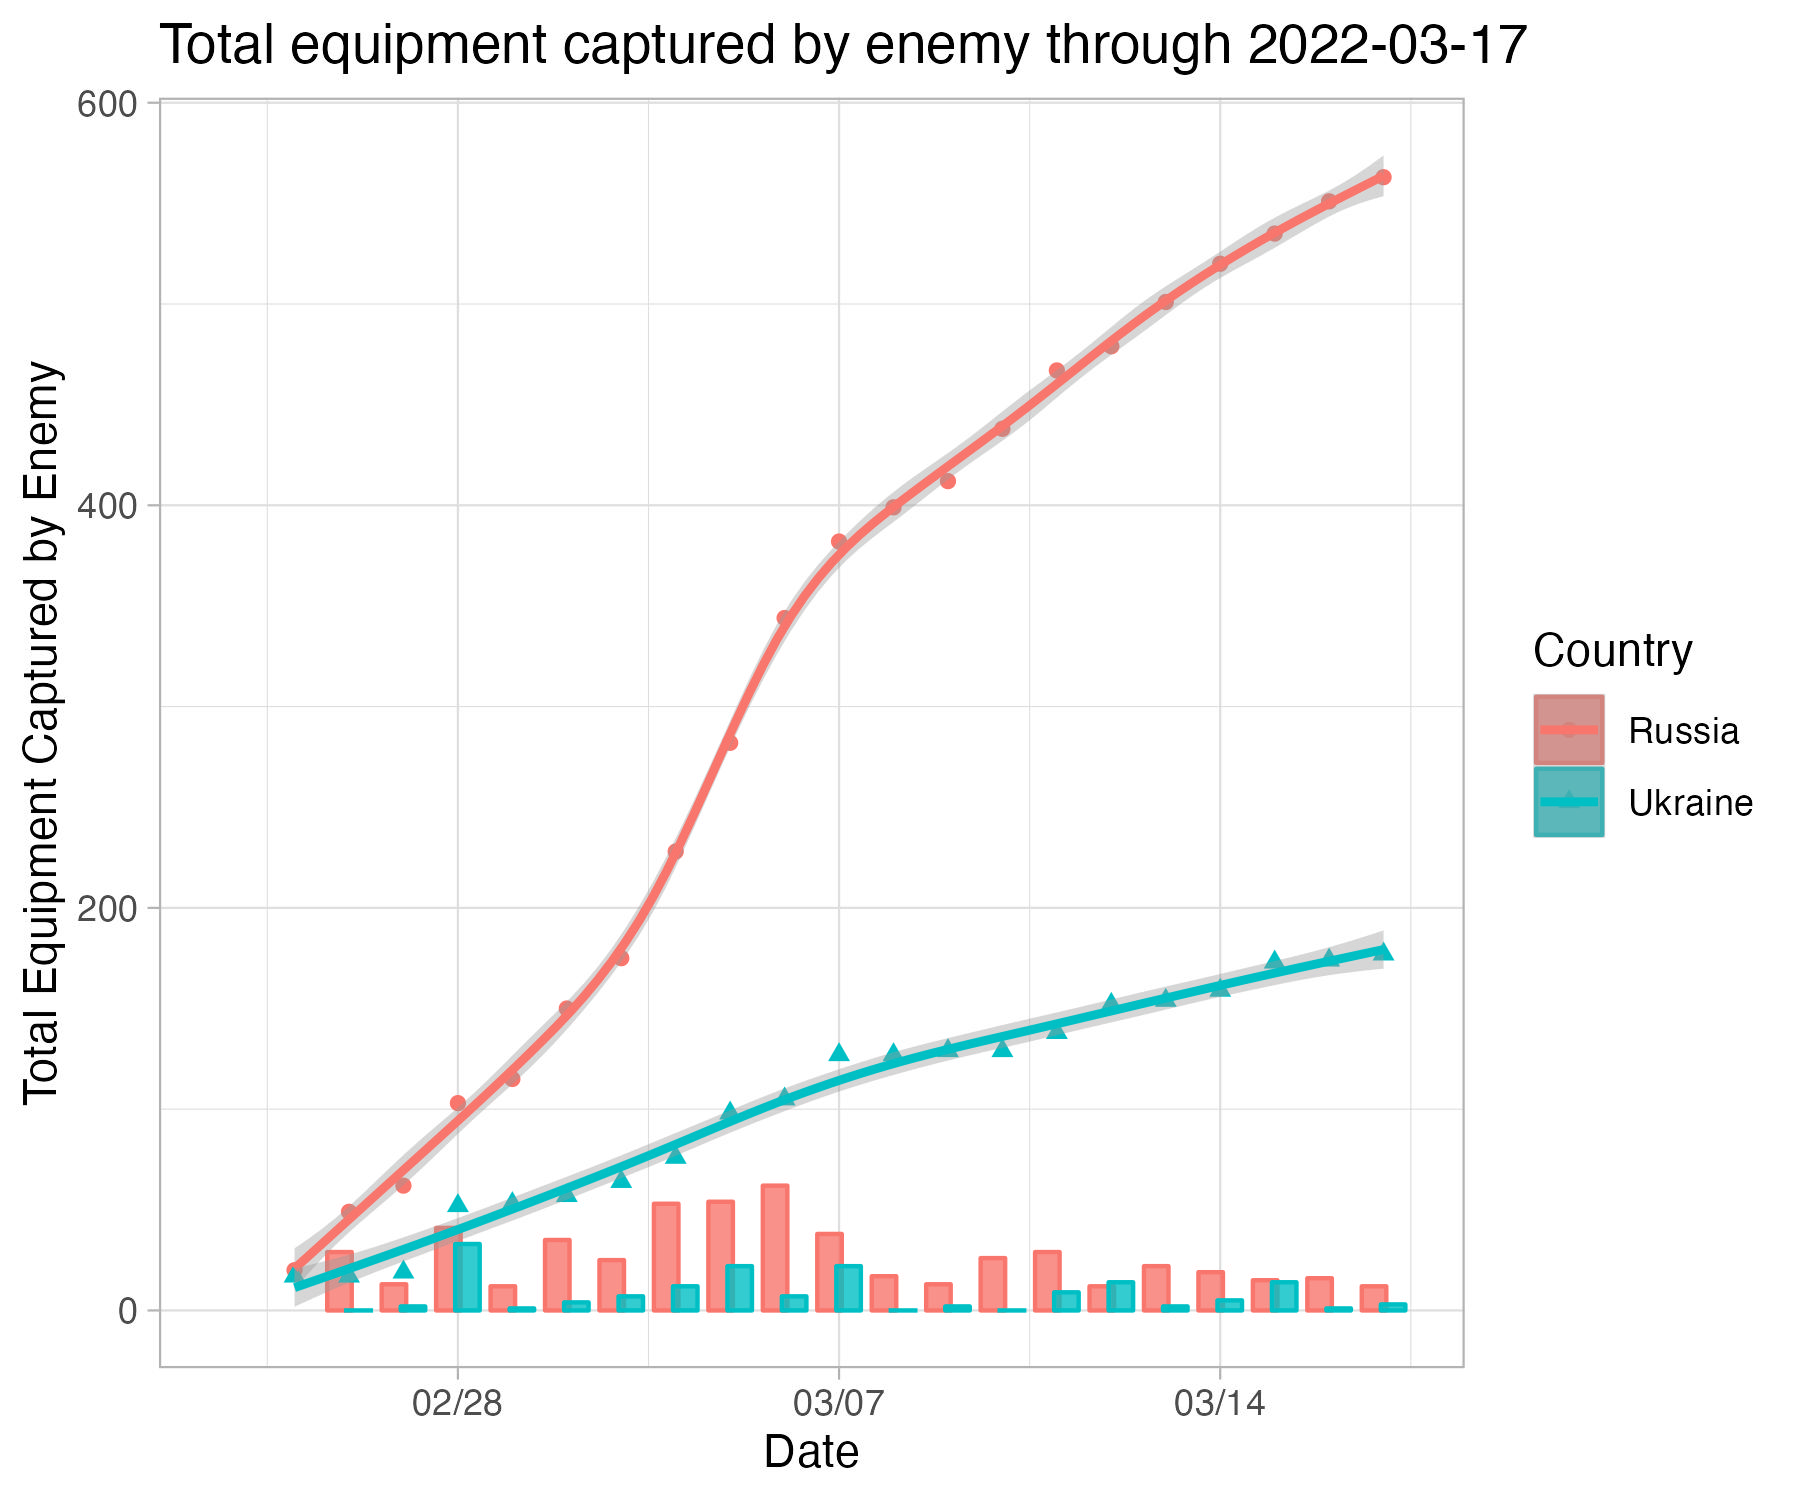 Total equipment captured by enemy through 2022-03-17
Total Equipment Captured by Enemy
600
400
200
0
02/28
03/07
03/14
Date
Country
Russia
Ukraine